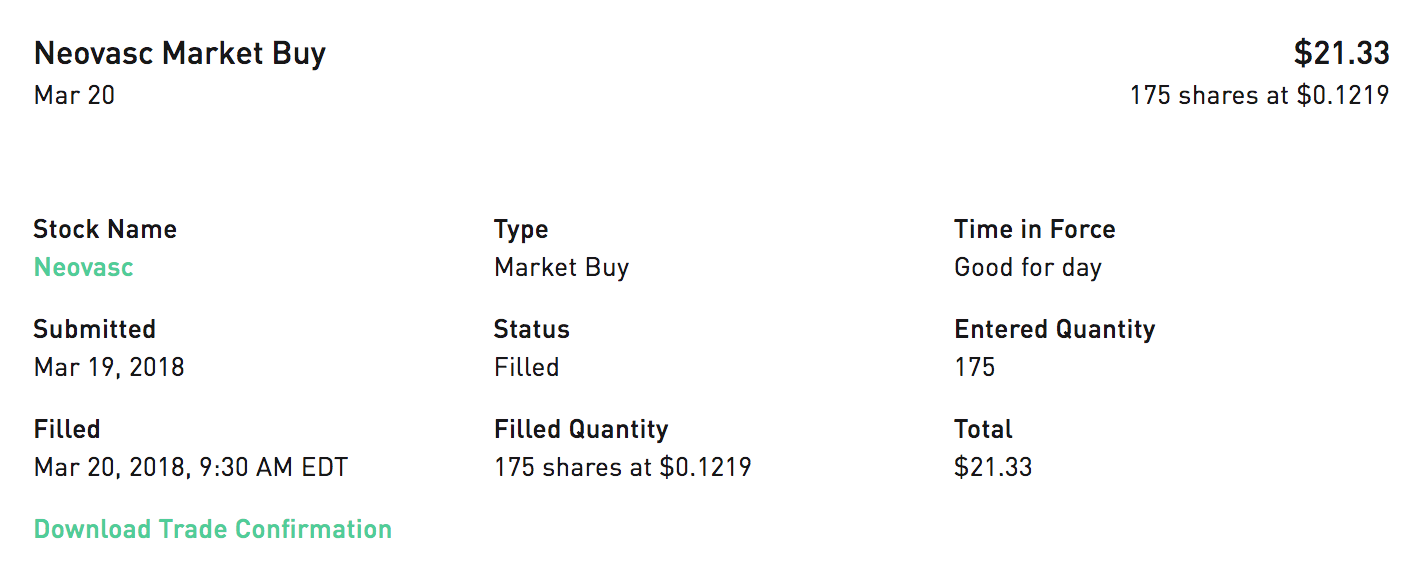 Neovasc Market Buy
$21.33
Mar 20
175 shares at $0.1219
Stock Name
Type
Time in Force
Neovasc
Market Buy
Good for day
Submitted
Status
Entered Quantity
Mar 19, 2018
Filled
175
Filled
Filled Quantity
Total
Mar 20, 2018, 9:30 AM EDT
175 shares at $0.1219
$21.33
Download Trade Confirmation